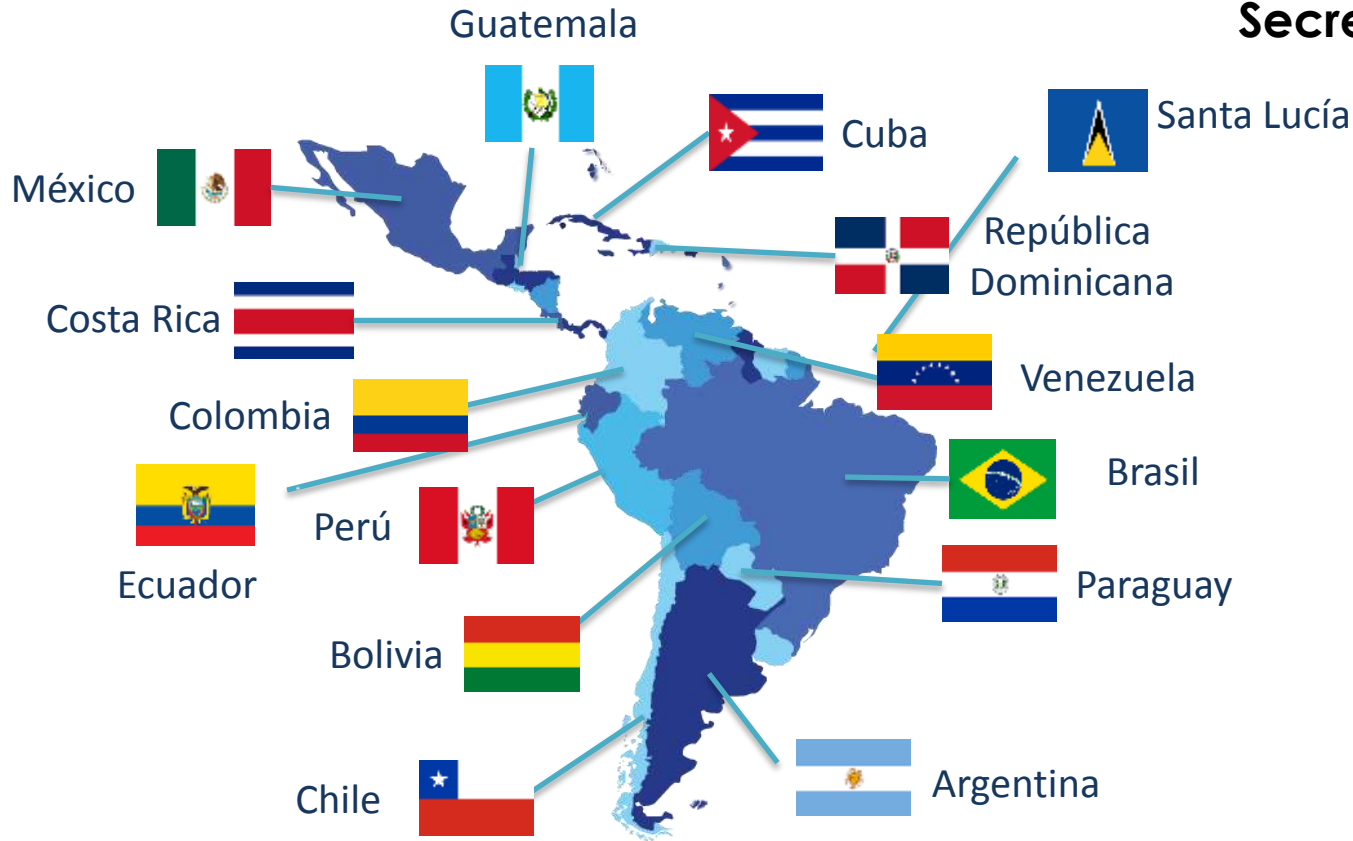 Secre
Guatemala
Santa Lucía
Cuba
México
República
Dominicana
Costa Rica
Venezuela
Colombia
Brasil
Perú
Ecuador
Paraguay
Bolivia
Argentina
Chile